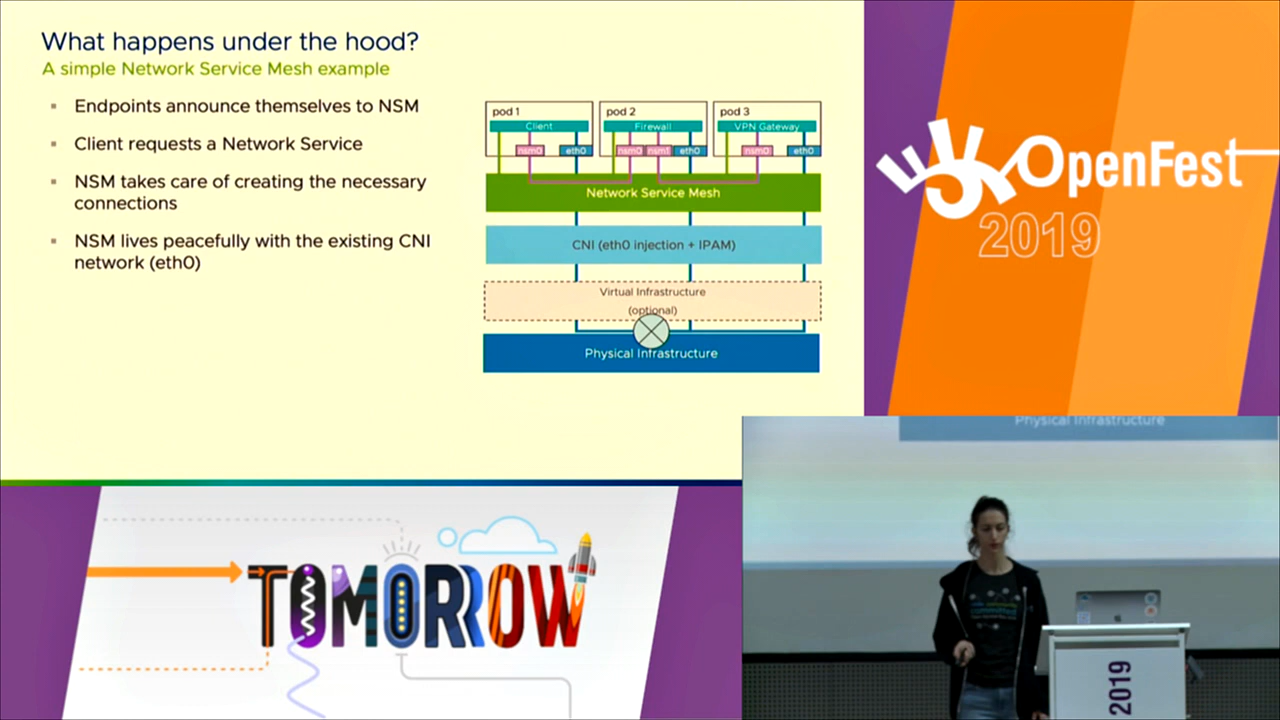 What happens under the hood?
A simple Network Service Mesh example
Endpoints announce themselves to NSM
Client requests a Network Service
NSM takes care of creating the necessary
connections
NSM lives peacefully with the existing CNI
network (eth0)
pod 1
pod 2
pod 3
Client
Firewall
VPN Gateway
nsm0
eth0
nsm0
nsm1
eth0
nsm0
eth0
Network Service Mesh
CNI (eth0 injection + IPAM)
Virtual Infrastructure
(optional)
Physical Infrastructure
OpenFest
2019
Physical Infrastructure
TOMORROW
committed
2019